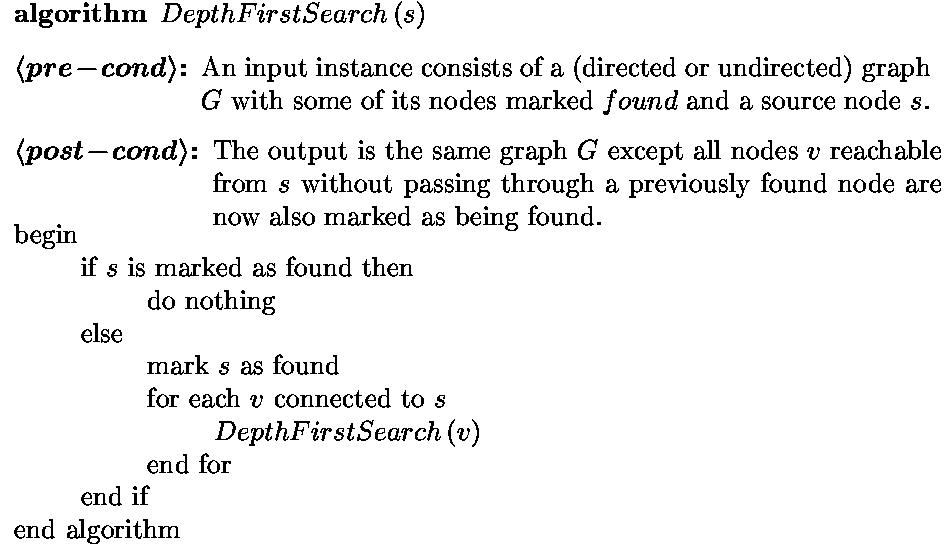 algorithm DepthFirstSearch (s)
⟨pre−cond⟩: An input instance consists of a (directed or undirected) graph
G with some of its nodes marked found and a source node s.
⟨post−cond⟩: The output is the same graph G except all nodes v reachable
from s without passing through a previously found node are
now also marked as being found.
begin
if s is marked as found then
do nothing
else
mark s as found
for each v connected to s
DepthFirstSearch (v)
end for
end if
end algorithm